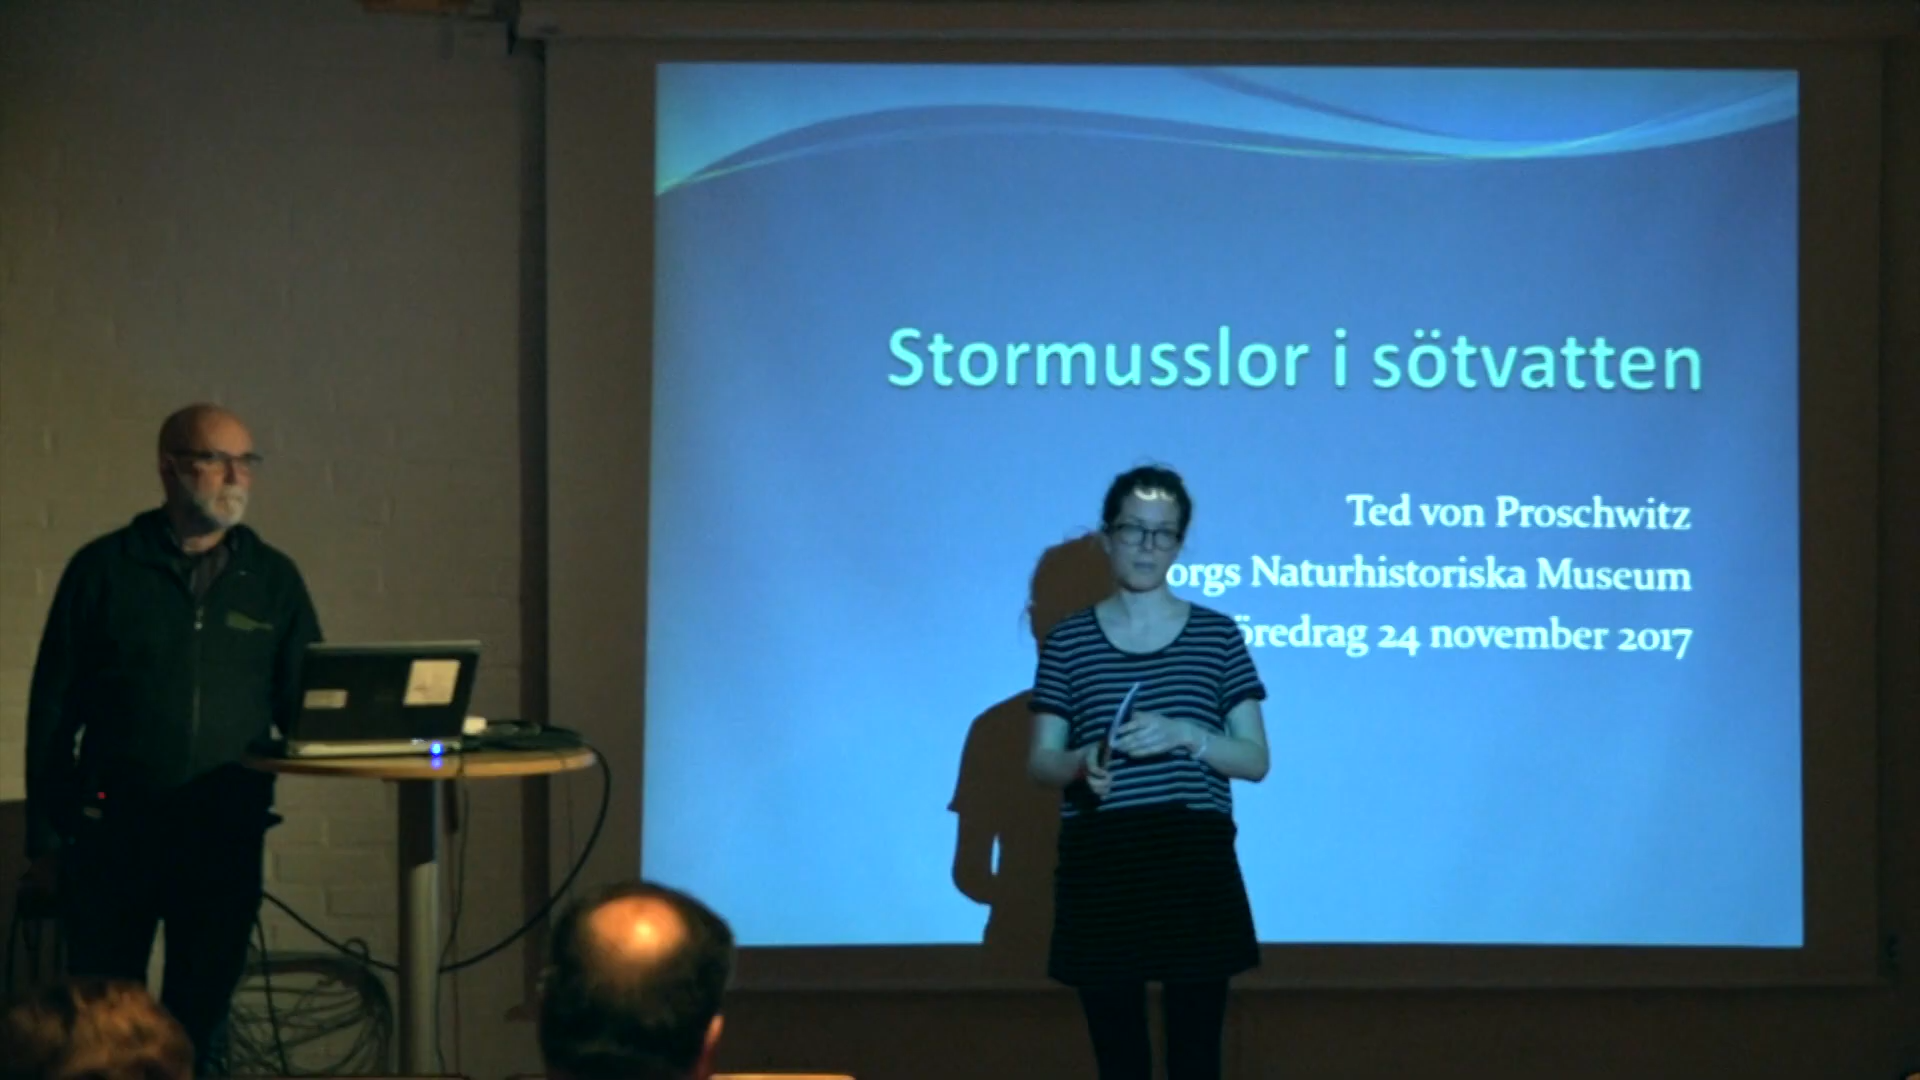 Stormusslor i sötvatten
Ted von Proschwitz
orgs Naturhistoriska Museum
öredrag 24 november 2017